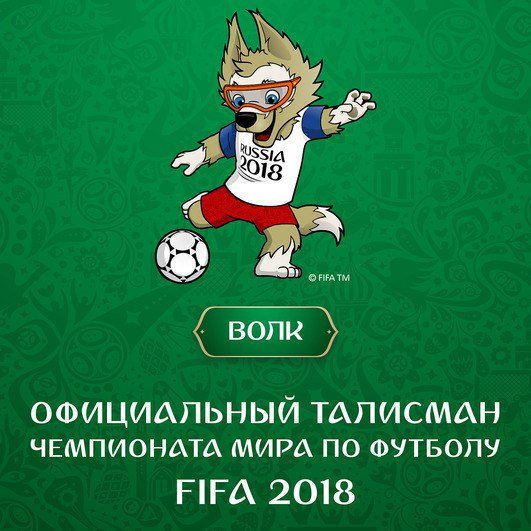 RUSSIA
2018
© FIFA TM
ВОЛК
ОФИЦИАЛЬНЫЙ ТАЛИСМАН
ЧЕМПИОНАТА МИРА ПО ФУТБОЛУ
FIFA 2018